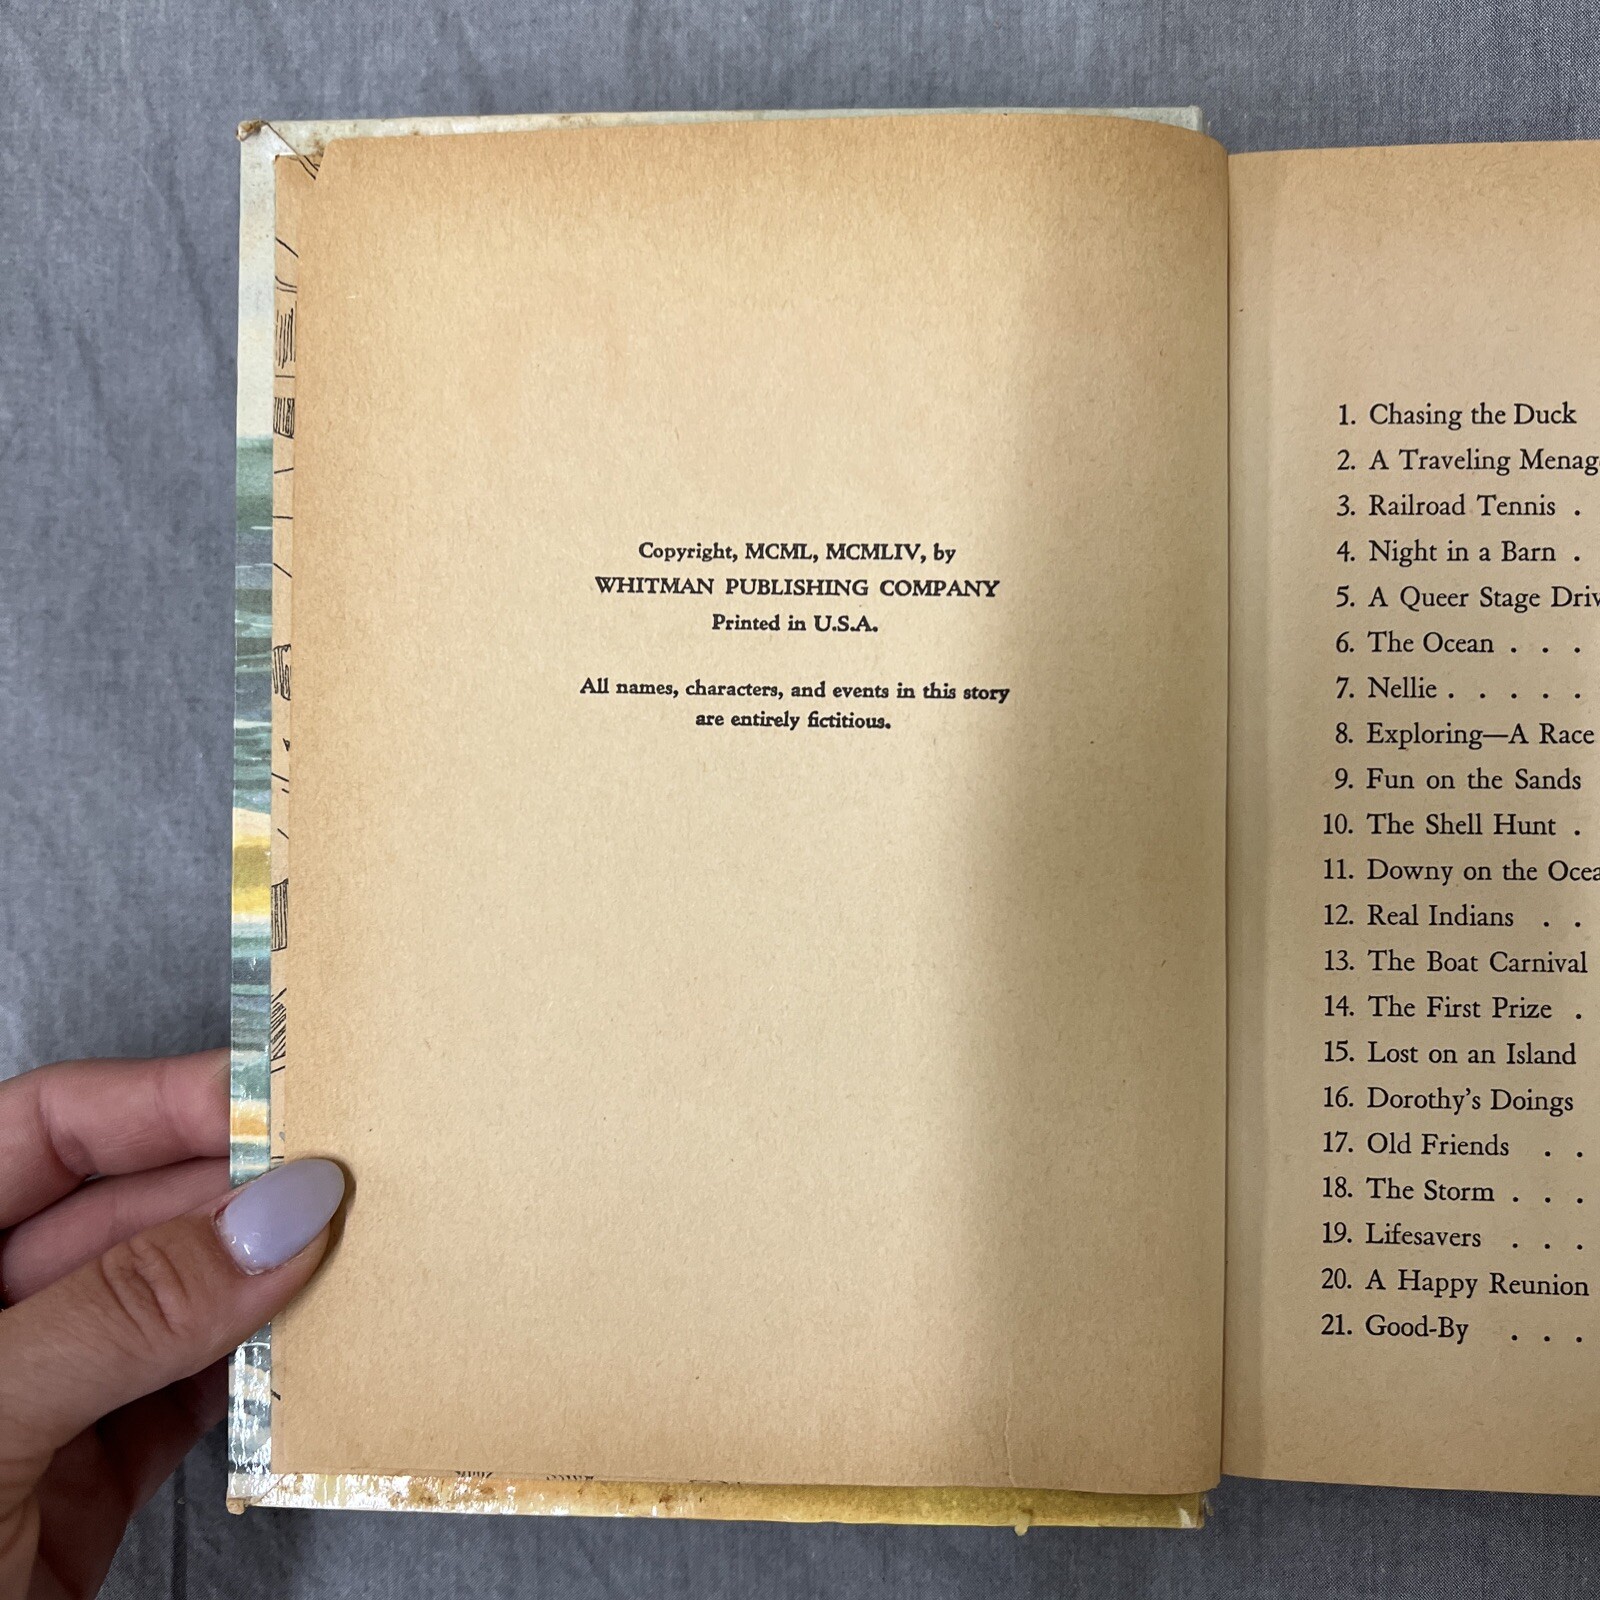 Copyright, MCML, MCMLIV, by
WHITMAN PUBLISHING COMPANY
Printed in U.S.A.
All names, characters, and events in this story
are entirely fictitious.
1. Chasing the Duck
2. A Traveling
3. Railroad Tennis .
4. Night in a Barn .
5. A Queer Stage
6. The Ocean . . .
7. Nellie . . . . .
8. Exploring—A Race
9. Fun on the Sands
10. The Shell Hunt .
11. Downy on the
12. Real Indians . .
13. The Boat Carnival
14. The First Prize .
15. Lost on an Island
16. Dorothy's Doings
17. Old Friends . .
18. The Storm . . .
19. Lifesavers . . .
20. A Happy Reunion
21. Good-By . . .